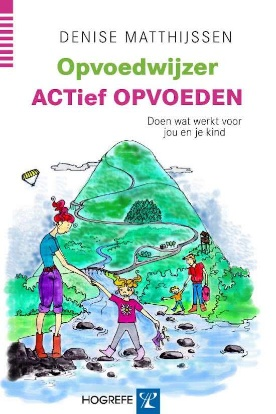 DENISE MATTHIJSSEN
Opvoedwijzer
ACTief OPVOEDEN
Doen wat werkt voor
jou en je kind
HOGREFE